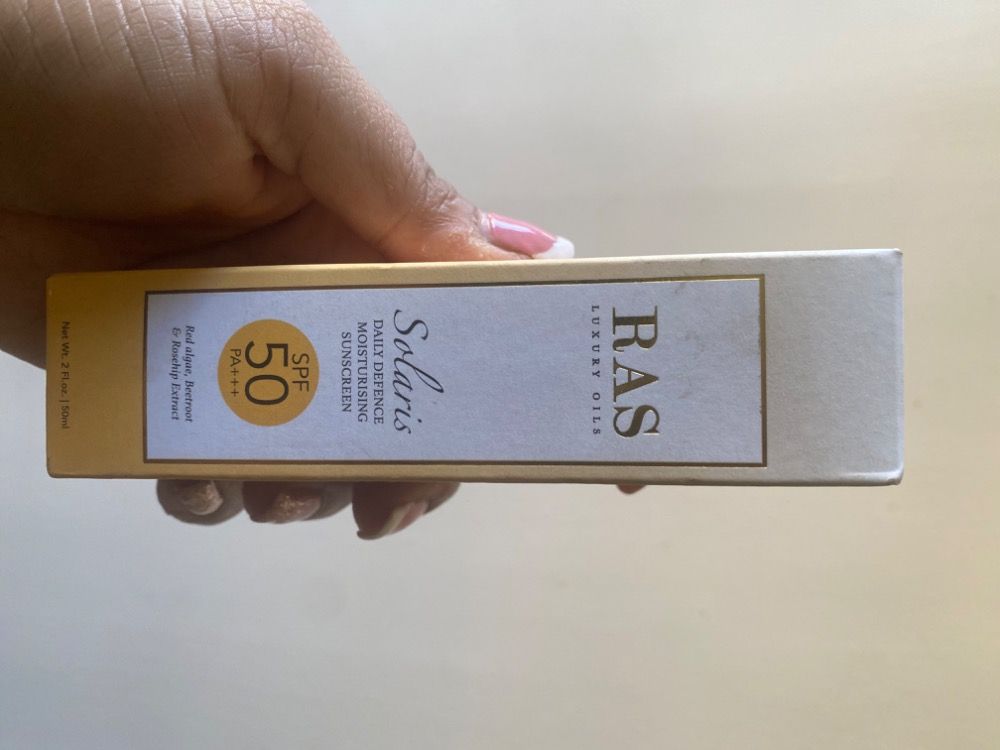 RAS
LUXURY OILS
Solaris
DAILY DEFENCE
MOISTURISING
SUNSCREEN
SPF
50
PA+++
Red algae, Beetroot
& Rosehip Extract
Net Wt. 2 Fl.oz. | 50ml